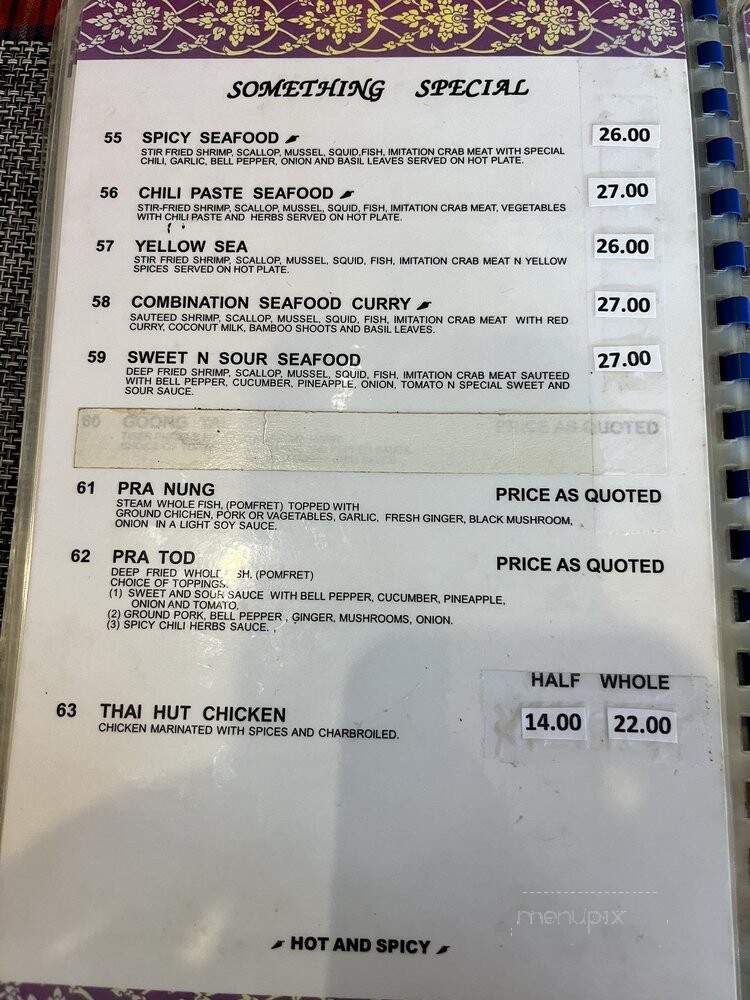 SOMETHING SPECIAL
55 SPICY SEAFOOD 26.00
STIR FRIED SHRIMP, SCALLOP, MUSSEL, SQUID,FISH, IMITATION CRAB MEAT WITH SPECIAL
CHILI, GARLIC, BELL PEPPER, ONION AND BASIL LEAVES SERVED ON HOT PLATE.
56 CHILI PASTE SEAFOOD 27.00
STIR-FRIED SHRIMP, SCALLOP, MUSSEL, SQUID, FISH, IMITATION CRAB MEAT, VEGETABLES
WITH CHILI PASTE AND HERBS SERVED ON HOT PLATE.
57 YELLOW SEA 26.00
STIR FRIED SHRIMP, SCALLOP, MUSSEL, SQUID, FISH, IMITATION CRAB MEAT N YELLOW
SPICES SERVED ON HOT PLATE.
58 COMBINATION SEAFOOD CURRY 27.00
SAUTEED SHRIMP, SCALLOP, MUSSEL, SQUID, FISH, IMITATION CRAB MEAT WITH RED
CURRY, COCONUT MILK, BAMBOO SHOOTS AND BASIL LEAVES.
59 SWEET N SOUR SEAFOOD 27.00
DEEP FRIED SHRIMP, SCALLOP, MUSSEL, SQUID, FISH, IMITATION CRAB MEAT SAUTEED
WITH BELL PEPPER, CUCUMBER, PINEAPPLE, ONION, TOMATO N SPECIAL SWEET AND
SOUR SAUCE.
60 GOONG PRICE AS QUOTED
61 PRA NUNG PRICE AS QUOTED
STEAM WHOLE FISH, (POMFRET) TOPPED WITH
GROUND CHICHEN, PORK OR VAGETABLES, GARLIC, FRESH GINGER, BLACK MUSHROOM,
ONION IN A LIGHT SOY SAUCE.
62 PRA TOD PRICE AS QUOTED
DEEP FRIED WHOLE FISH, (POMFRET)
CHOICE OF TOPPINGS.
(1) SWEET AND SOUR SAUCE WITH BELL PEPPER, CUCUMBER, PINEAPPLE,
ONION AND TOMATO.
(2) GROUND PORK, BELL PEPPER , GINGER, MUSHROOMS, ONION.
(3) SPICY CHILI HERBS SAUCE. ,
HALF WHOLE
63 THAI HUT CHICKEN 14.00 22.00
CHICKEN MARINATED WITH SPICES AND CHARBROILED.
menupix
HOT AND SPICY